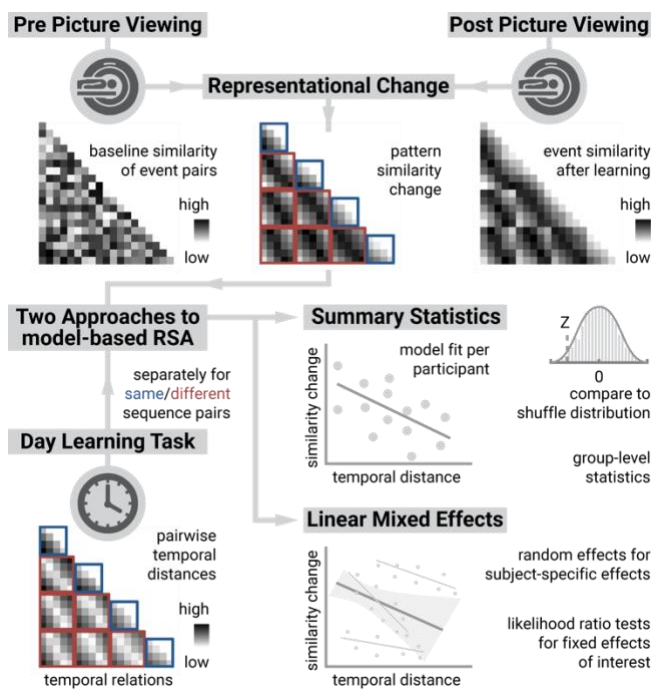 Pre Picture Viewing
Post Picture Viewing
Representational Change
baseline similarity
of event pairs
high
low
pattern
similarity
change
event similarity
after learning
high
low
Two Approaches to
model-based RSA
separately for
same/different
sequence pairs
Day Learning Task
pairwise
temporal
distances
high
low
temporal relations
Summary Statistics
similarity change
model fit per
participant
temporal distance
Z
0
compare to
shuffle distribution
group-level
statistics
Linear Mixed Effects
similarity change
temporal distance
random effects for
subject-specific effects
likelihood ratio tests
for fixed effects
of interest